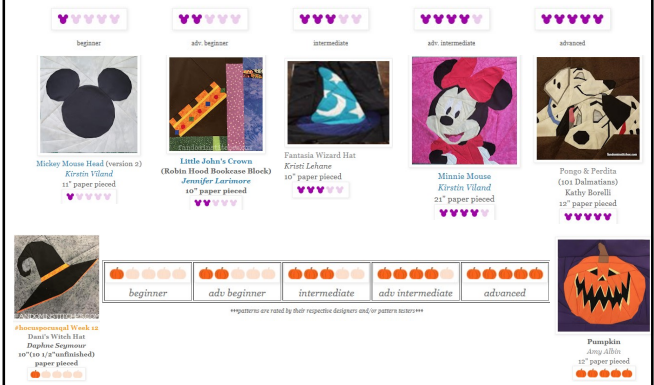 beginner
adv. beginner
intermediate
adv. intermediate
advanced
Mickey Mouse Head (version 2)
Kirstin Viland
11" paper pieced
Little John's Crown
(Robin Hood Bookcase Block)
Jennifer Larimore
10" paper pieced
Fantasia Wizard Hat
Kristi Lehane
10" paper pieced
Minnie Mouse
Kirstin Viland
21" paper pieced
Pongo & Perdita
(101 Dalmatians)
Kathy Borelli
12" paper pieced
#hocuspocusqal Week 12
Dani's Witch Hat
Daphne Seymour
10"(10 1/2"unfinished)
paper pieced
beginner
adv beginner
intermediate
adv intermediate
advanced
***patterns are rated by their respective designers and/or pattern testers***
Pumpkin
Amy Albin
12" paper pieced